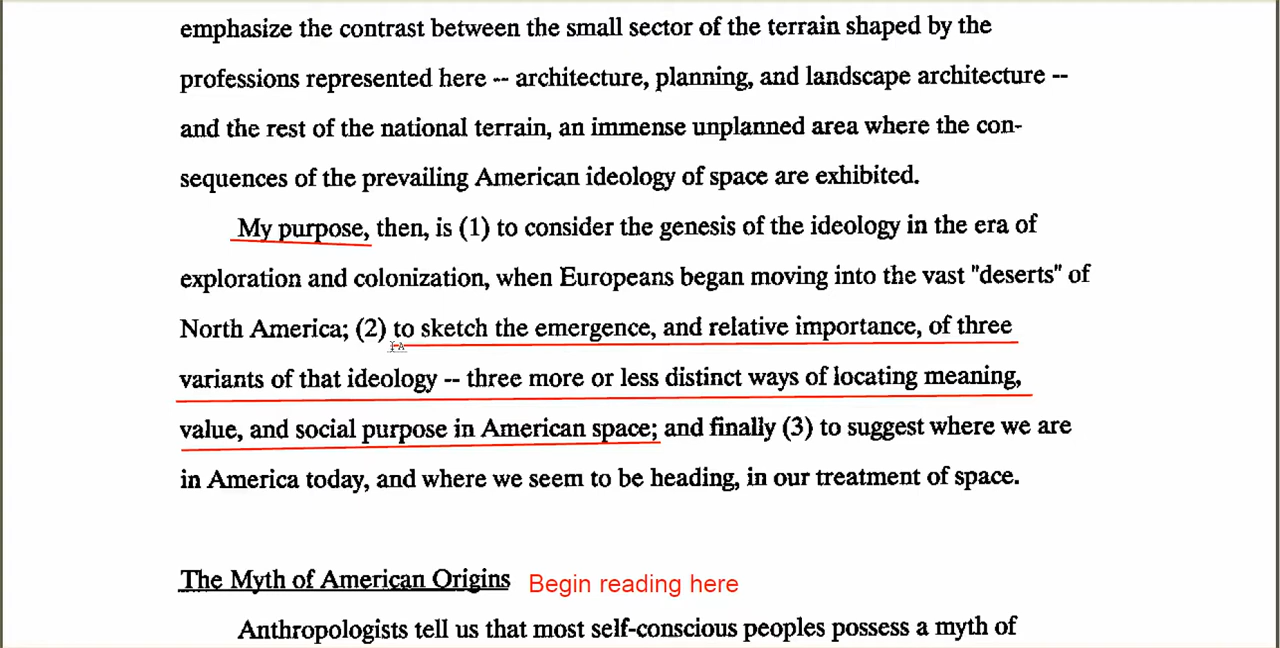 emphasize the contrast between the small sector of the terrain shaped by the
professions represented here -- architecture, planning, and landscape architecture --
and the rest of the national terrain, an immense unplanned area where the con-
sequences of the prevailing American ideology of space are exhibited.
My purpose, then, is (1) to consider the genesis of the ideology in the era of
exploration and colonization, when Europeans began moving into the vast "deserts" of
North America; (2) to sketch the emergence, and relative importance, of three
variants of that ideology -- three more or less distinct ways of locating meaning,
value, and social purpose in American space; and finally (3) to suggest where we are
in America today, and where we seem to be heading, in our treatment of space.
The Myth of American Origins Begin reading here
Anthropologists tell us that most self-conscious peoples possess a myth of